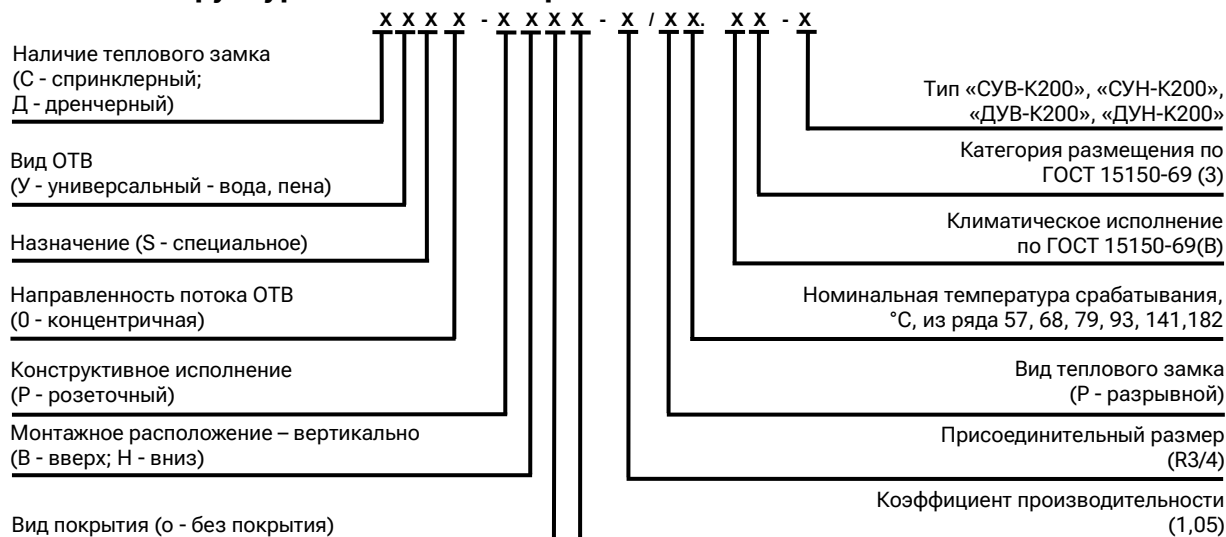 X X X X - X X X X - X / X X. X X - X
Наличие теплового замка
(С - спринклерный;
Д - дренчерный)
Вид ОТВ
(У - универсальный - вода, пена)
Назначение (S - специальное)
Направленность потока ОТВ
(0 - концентричная)
Конструктивное исполнение
(Р - розеточный)
Монтажное расположение – вертикально
(В - вверх; Н - вниз)
Вид покрытия (о - без покрытия)
Тип «СУВ-К200», «СУН-К200»,
«ДУВ-К200», «ДУН-К200»
Категория размещения по
ГОСТ 15150-69 (3)
Климатическое исполнение
по ГОСТ 15150-69(В)
Номинальная температура срабатывания,
°С, из ряда 57, 68, 79, 93, 141,182
Вид теплового замка
(Р - разрывной)
Присоединительный размер
(R3/4)
Коэффициент производительности
(1,05)